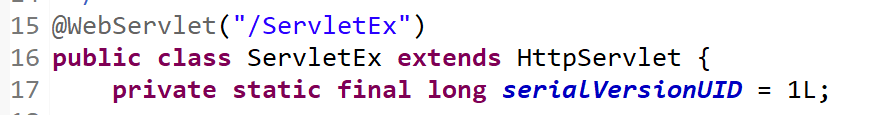 15 @WebServlet("/ServletEx")
16 public class ServletEx extends HttpServlet {
17     private static final long serialVersionUID = 1L;